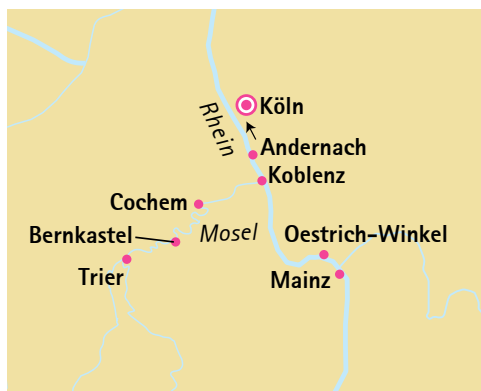 Köln
Rhein
Andernach
Koblenz
Cochem
Bernkastel
Mosel
Oestrich-Winkel
Trier
Mainz